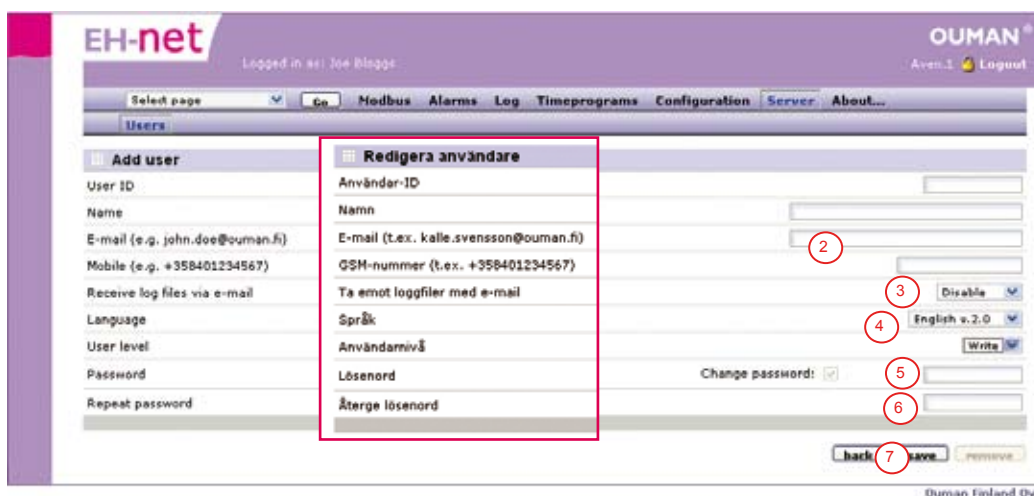 EH-net
OUMAN®
Logged in as: Joe Bloggs
Aven.1 Logout
Select page Go Modbus Alarms Log Timeprograms Configuration Server About...
Users
Add user
Redigera användare
User ID
Användar-ID
Name
Namn
E-mail (e.g. john.doe@ouman.fi)
E-mail (t.ex. kalle.svensson@ouman.fi)
2
Mobile (e.g. +358401234567)
GSM-nummer (t.ex. +358401234567)
Receive log files via e-mail
Ta emot loggfiler med e-mail
3
Disable
Language
Språk
4
English v.2.0
User level
Användarnivå
Write
Password
Lösenord
Change password:
5
Repeat password
Återge lösenord
6
back
7
save
remove
Ouman Finland Oy